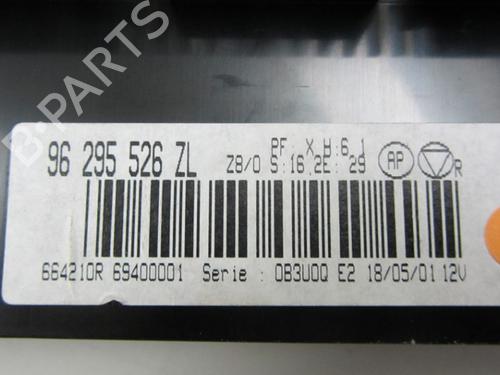 B-PARTS
PF: X H:6 1
96 295 526 ZL Z8/0 S:16,2E: 29 AP R
664210R 69400001 Serie : 0B3U0Q E2 18/05/01 12V